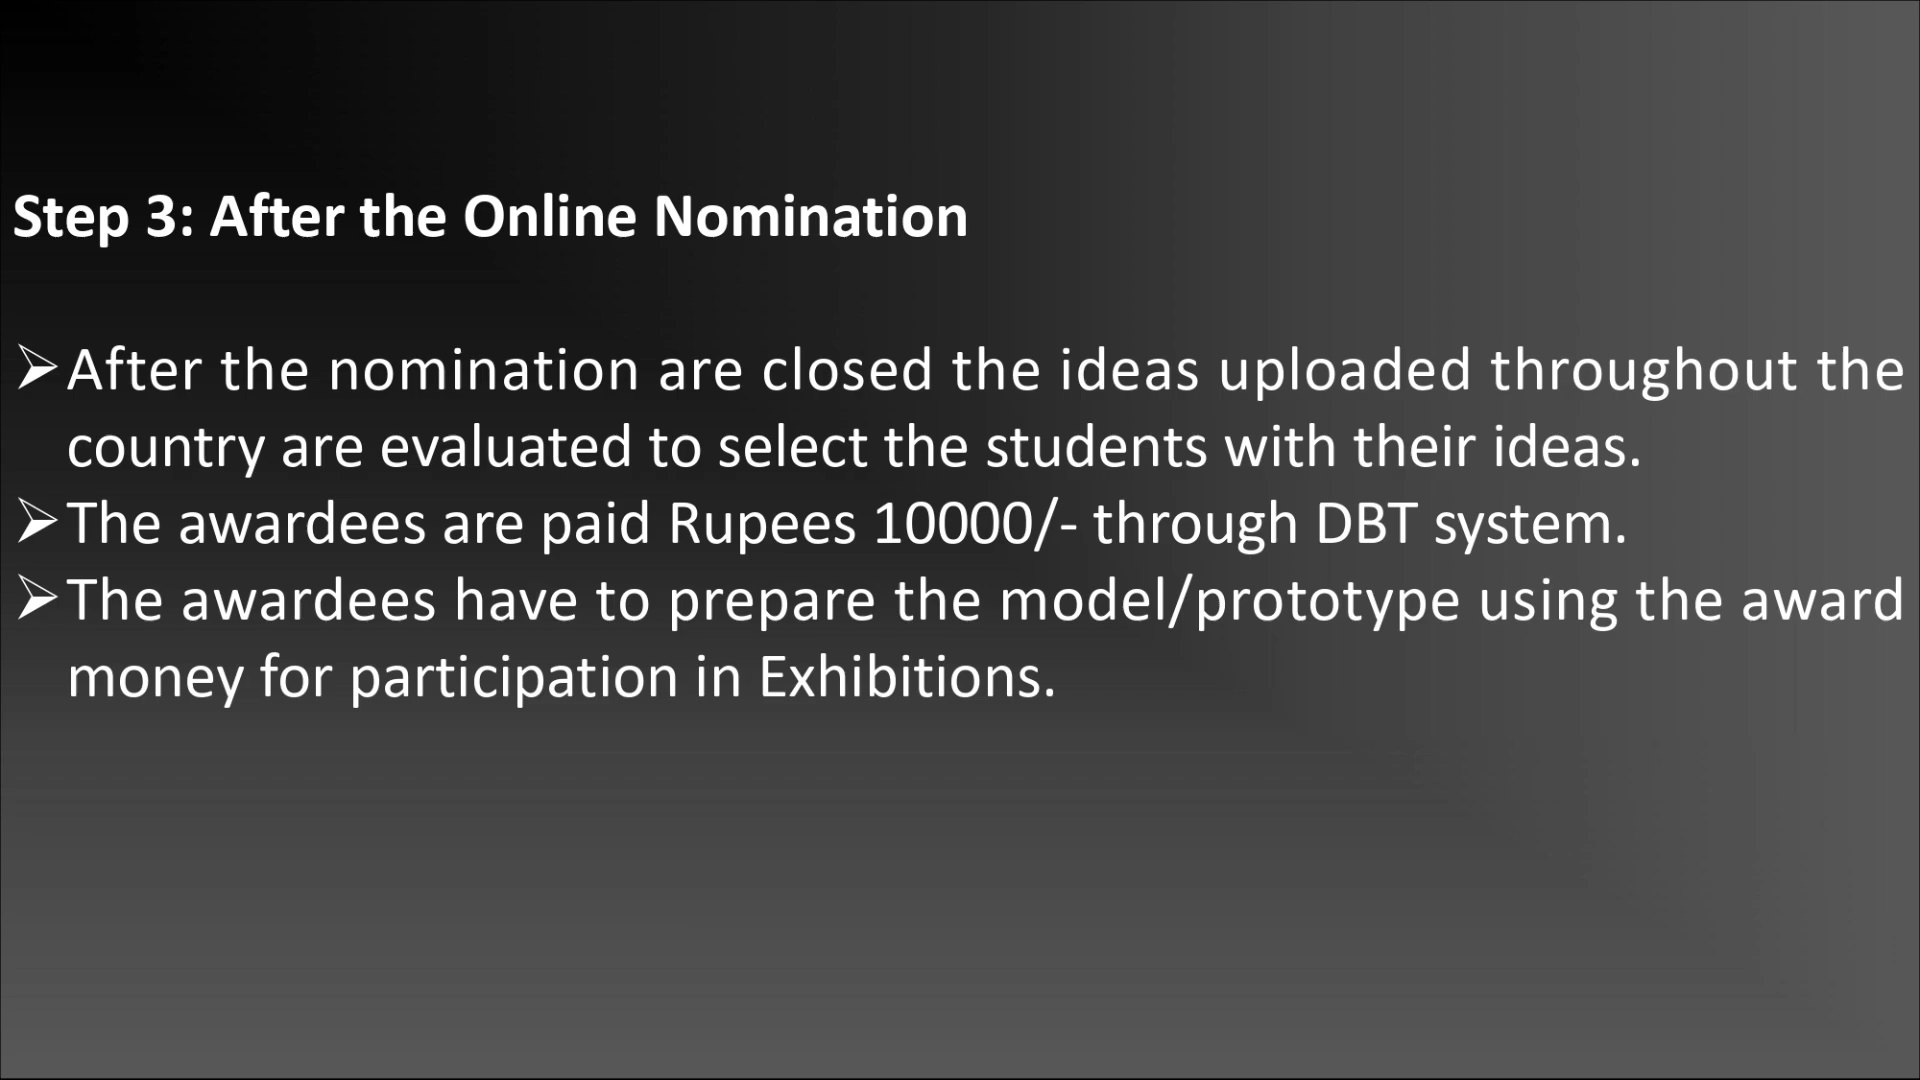 Step 3: After the Online Nomination
➢After the nomination are closed the ideas uploaded throughout the
country are evaluated to select the students with their ideas.
➢The awardees are paid Rupees 10000/- through DBT system.
➢The awardees have to prepare the model/prototype using the award
money for participation in Exhibitions.